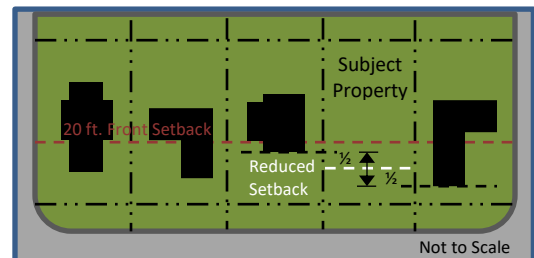 Subject
Property
20 ft. Front Setback
Reduced
Setback
½
½
Not to Scale